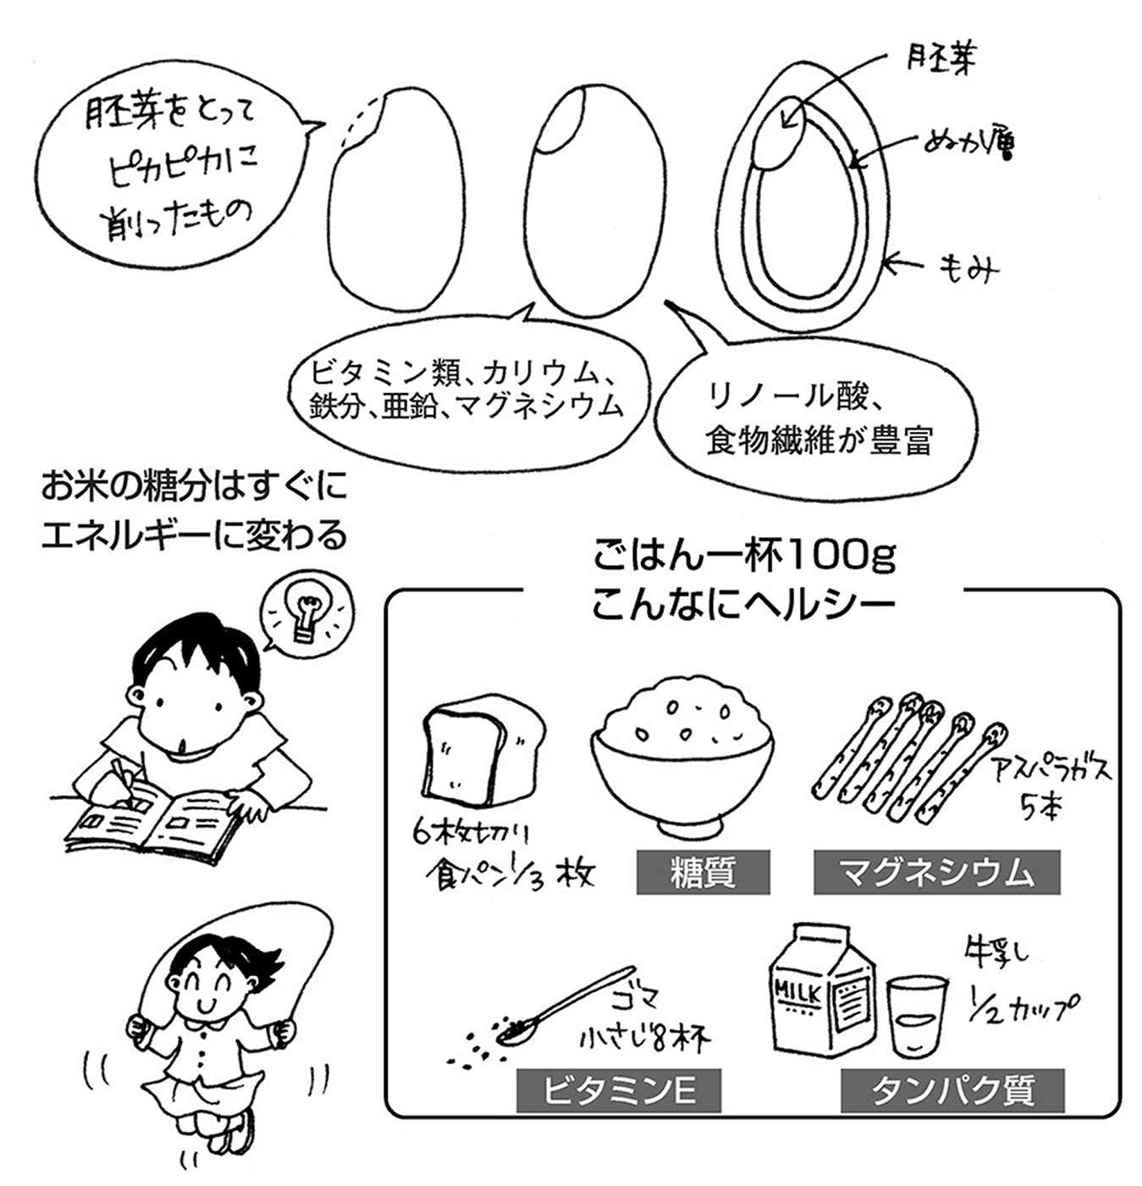 胚芽をとって
ピカピカに
削ったもの
胚芽
ぬか層
もみ
ビタミン類、カリウム、
鉄分、亜鉛、マグネシウム
リノール酸、
食物繊維が豊富
お米の糖分はすぐに
エネルギーに変わる
ごはん一杯100g
こんなにヘルシー
6枚切り
食パン1/3枚
糖質
アスパラガス
5本
マグネシウム
ゴマ
小さじ8杯
ビタミンE
MILK
牛乳
1/2カップ
タンパク質